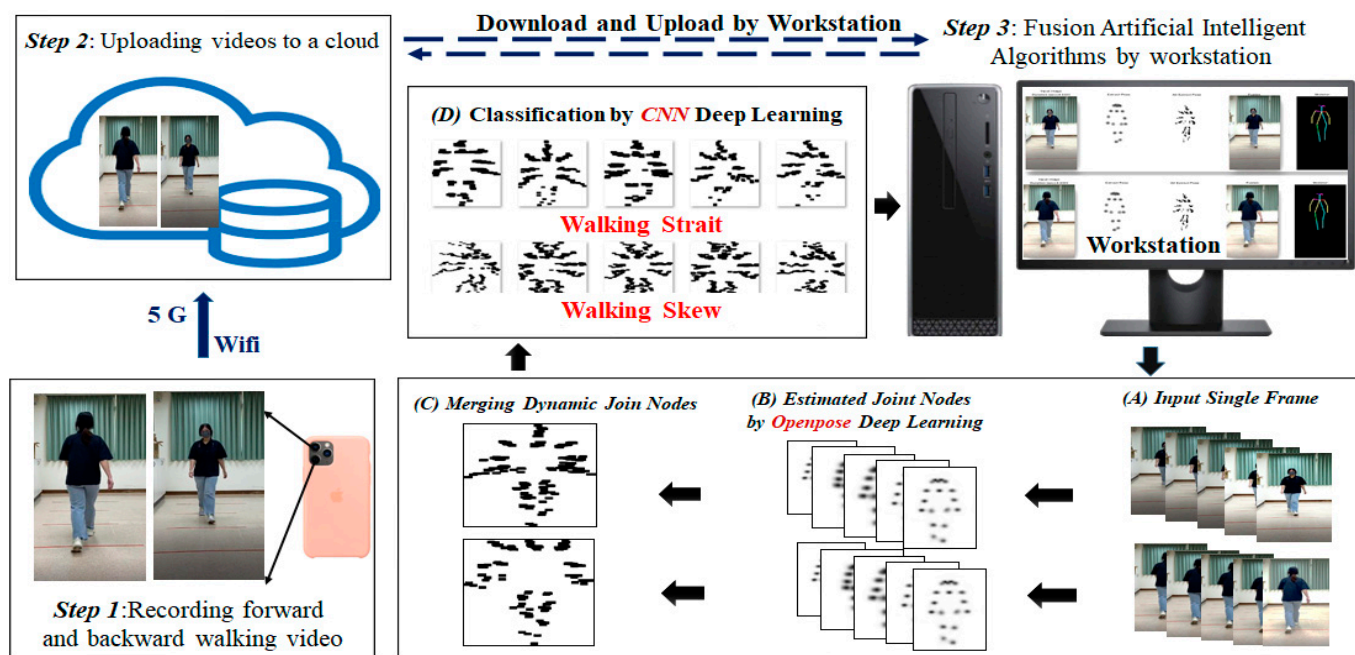 Download and Upload by Workstation
Step 2: Uploading videos to a cloud
Step 3: Fusion Artificial Intelligent
Algorithms by workstation
(D) Classification by CNN Deep Learning
Walking Strait
Walking Skew
Workstation
5 G
Wifi
(C) Merging Dynamic Join Nodes
(B) Estimated Joint Nodes
by Openpose Deep Learning
(A) Input Single Frame
Step 1:Recording forward
and backward walking video